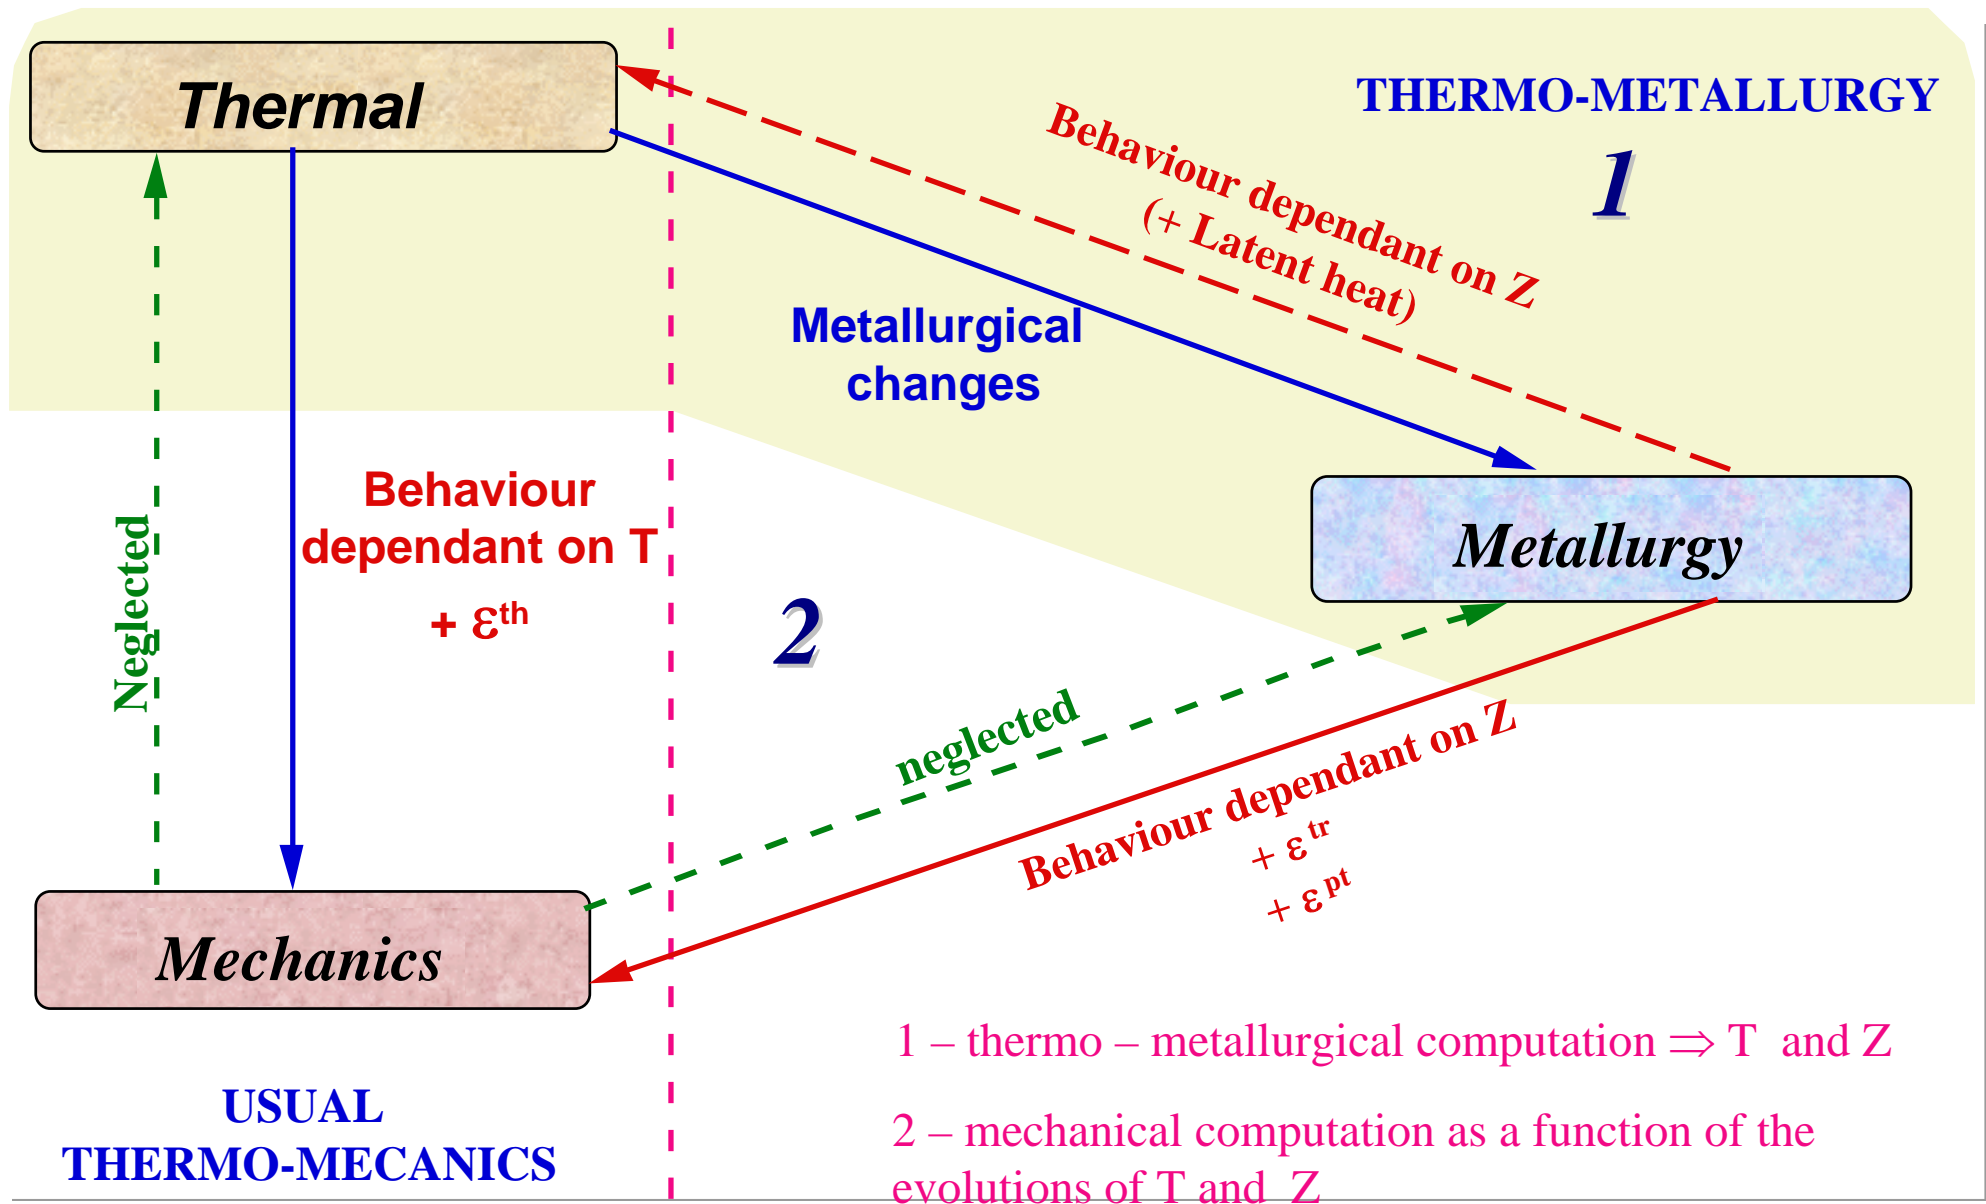 Thermal
THERMO-METALLURGY
1
Behaviour dependant on Z
(+ Latent heat)
Metallurgical
changes
Behaviour
dependant on T
+ εth
Neglected
2
Metallurgy
neglected
Behaviour dependant on Z
+ ε tr
+ ε pt
Mechanics
1 – thermo – metallurgical computation ⇒ T and Z
2 – mechanical computation as a function of the
evolutions of T and Z
USUAL
THERMO-MECANICS